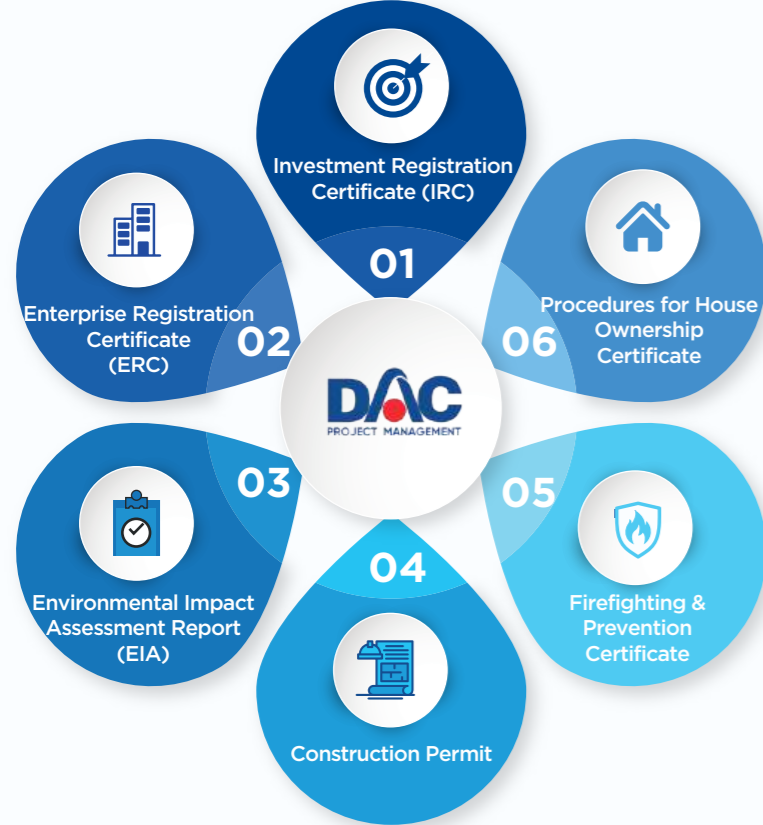 Investment Registration
Certificate (IRC)
01
Enterprise Registration
Certificate
(ERC)
02
03
Environmental Impact
Assessment Report
(EIA)
04
Construction Permit
05
Firefighting &
Prevention
Certificate
06
Procedures for House
Ownership
Certificate
DAC
PROJECT MANAGEMENT